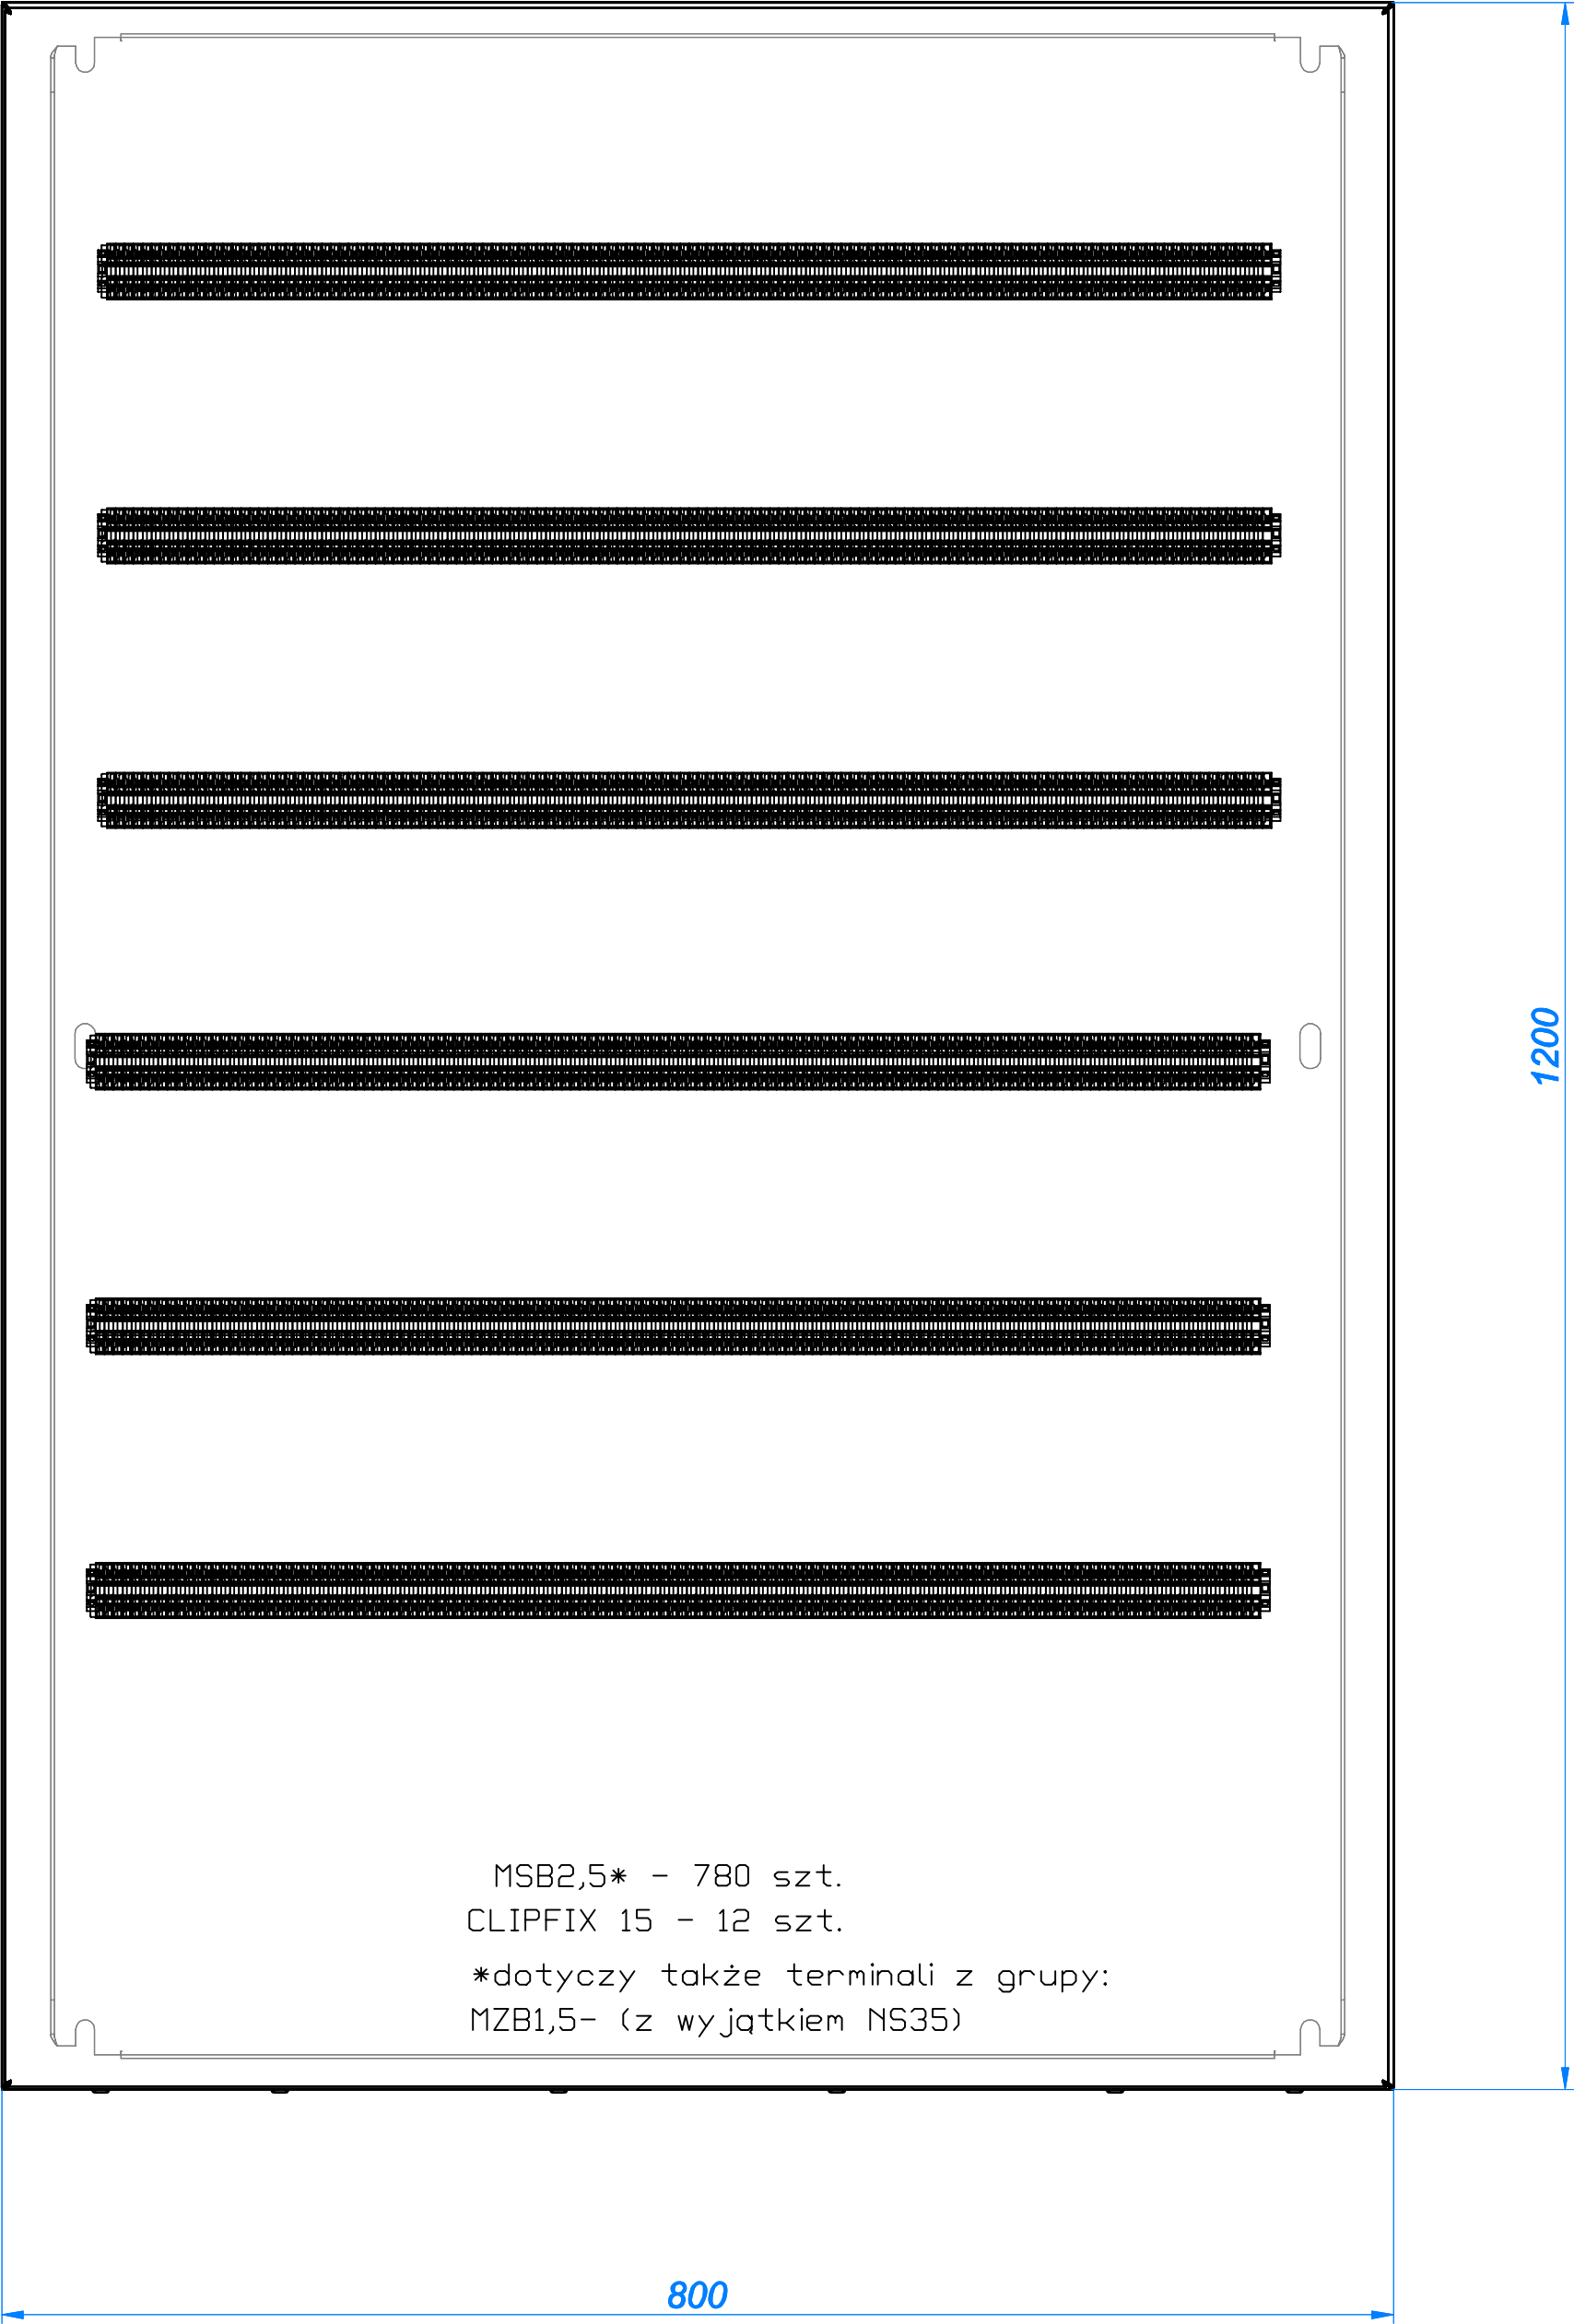 1200
MSB2,5* - 780 szt.
CLIPFIX 15 - 12 szt.
*dotyczy także terminali z grupy:
MZB1,5- (z wyjątkiem NS35)
800